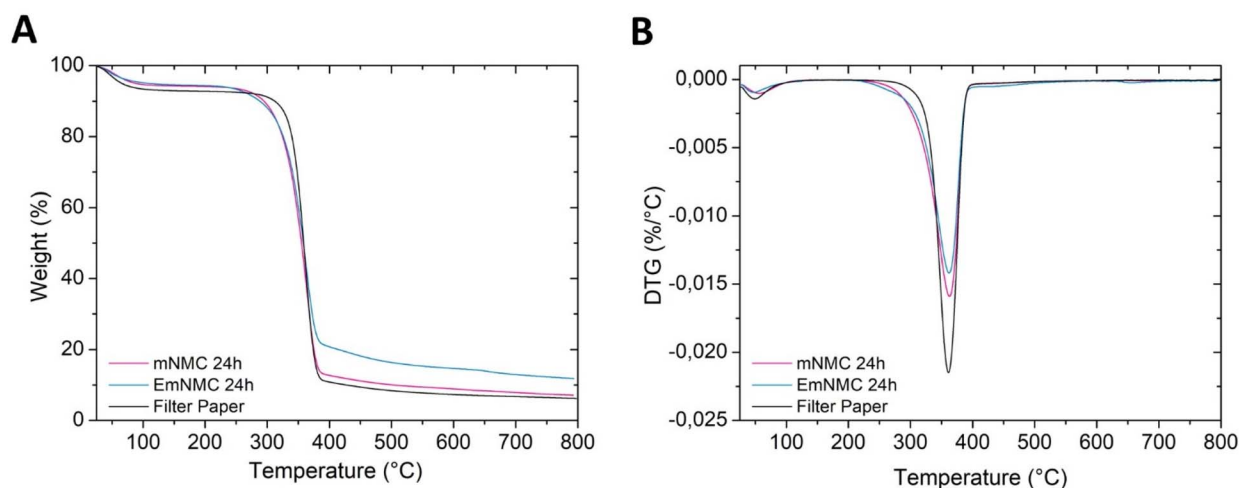 A
100
80
60
40
20
0
Weight (%)
mNMC 24h
EmNMC 24h
Filter Paper
100 200 300 400 500 600 700 800
Temperature (°C)
B
0,000
-0,005
-0,010
-0,015
-0,020
-0,025
DTG (%/°C)
mNMC 24h
EmNMC 24h
Filter Paper
100 200 300 400 500 600 700 800
Temperature (°C)